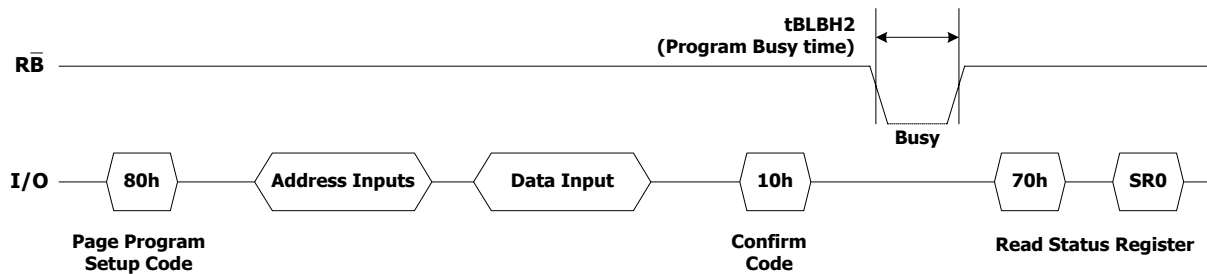 tBLBH2
(Program Busy time)
RB̅
Busy
I/O
80h
Address Inputs
Data Input
10h
70h
SR0
Page Program
Setup Code
Confirm
Code
Read Status Register